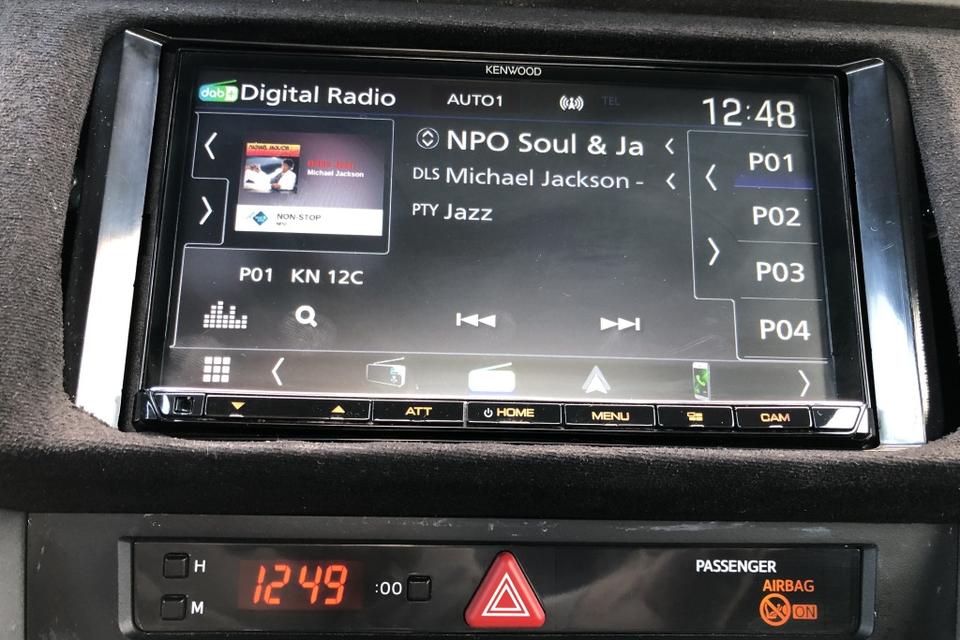 KENWOOD
dab+ Digital Radio AUTO1 TEL 12:48
NPO Soul & Ja
DLS Michael Jackson -
PTY Jazz
Michael Jackson
NON-STOP
P01 KN 12C
P01
P02
P03
P04
ATT HOME MENU CAM
H
M
12 49 :00
PASSENGER
AIRBAG
ON